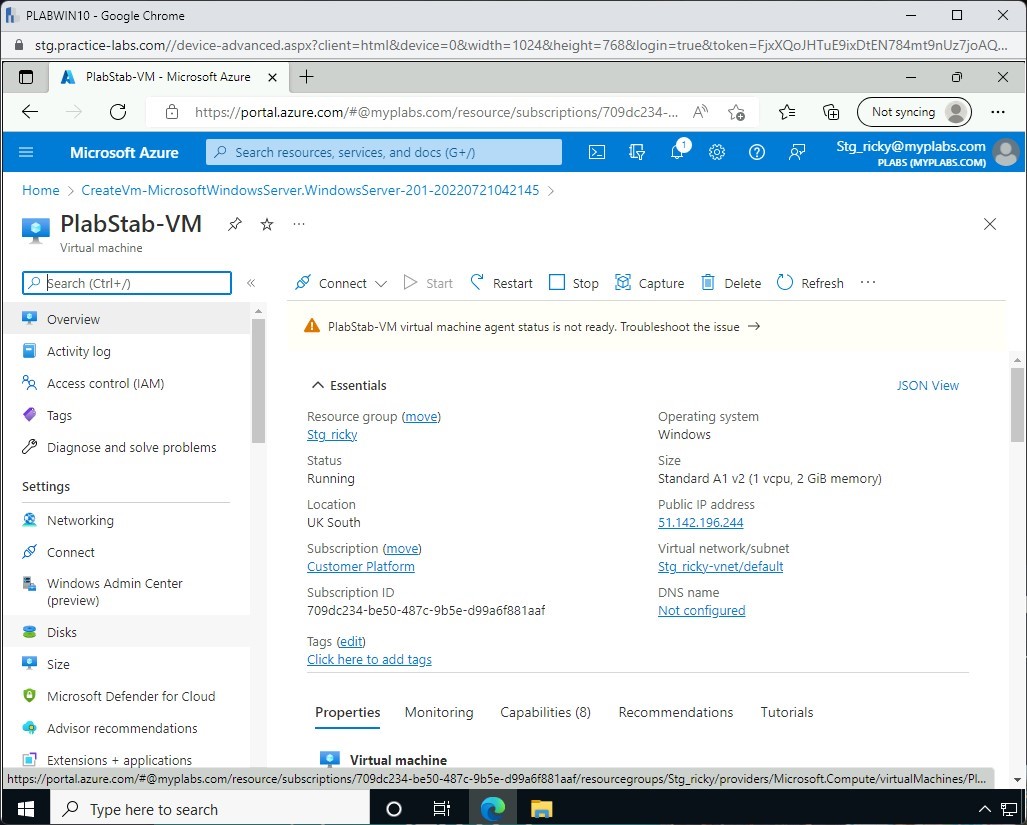 PLABWIN10 - Google Chrome
stg.practice-labs.com//device-advanced.aspx?client=html&device=0&width=1024&height=768&login=true&token=FjxXQoJHTuE9ixDtEN784mt9nUz7joAQ...
PlabStab-VM - Microsoft Azure
https://portal.azure.com/#@myplabs.com/resource/subscriptions/709dc234-...
Not syncing
Microsoft Azure
Search resources, services, and docs (G+/)
1
Stg_ricky@myplabs.com
PLABS (MYPLABS.COM)
Home > CreateVm-MicrosoftWindowsServer.WindowsServer-201-20220721042145 >
PlabStab-VM
Virtual machine
Search (Ctrl+/)
Connect
Start
Restart
Stop
Capture
Delete
Refresh
PlabStab-VM virtual machine agent status is not ready. Troubleshoot the issue →
Overview
Activity log
Access control (IAM)
Tags
Diagnose and solve problems
Settings
Networking
Connect
Windows Admin Center
(preview)
Disks
Size
Microsoft Defender for Cloud
Advisor recommendations
Extensions + applications
Essentials
JSON View
Resource group (move)
Stg_ricky
Status
Running
Location
UK South
Subscription (move)
Customer Platform
Subscription ID
709dc234-be50-487c-9b5e-d99a6f881aaf
Tags (edit)
Click here to add tags
Operating system
Windows
Size
Standard A1 v2 (1 vcpu, 2 GiB memory)
Public IP address
51.142.196.244
Virtual network/subnet
Stg_ricky-vnet/default
DNS name
Not configured
Properties
Monitoring
Capabilities (8)
Recommendations
Tutorials
Virtual machine
https://portal.azure.com/#@myplabs.com/resource/subscriptions/709dc234-be50-487c-9b5e-d99a6f881aaf/resourcegroups/Stg_ricky/providers/Microsoft.Compute/virtualMachines/Pl...
Type here to search